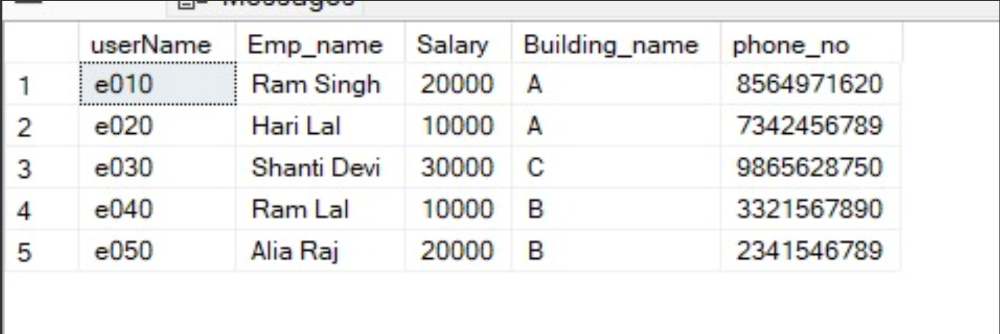 Messages
userName Emp_name Salary Building_name phone_no
1 e010 Ram Singh 20000 A 8564971620
2 e020 Hari Lal 10000 A 7342456789
3 e030 Shanti Devi 30000 C 9865628750
4 e040 Ram Lal 10000 B 3321567890
5 e050 Alia Raj 20000 B 2341546789